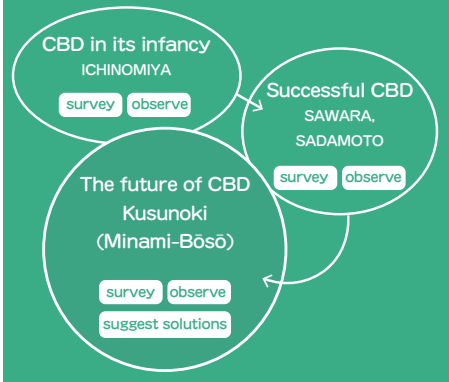 CBD in its infancy
ICHINOMIYA
survey observe
Successful CBD
SAWARA,
SADAMOTO
survey observe
The future of CBD
Kusunoki
(Minami-Bōsō)
survey observe
suggest solutions